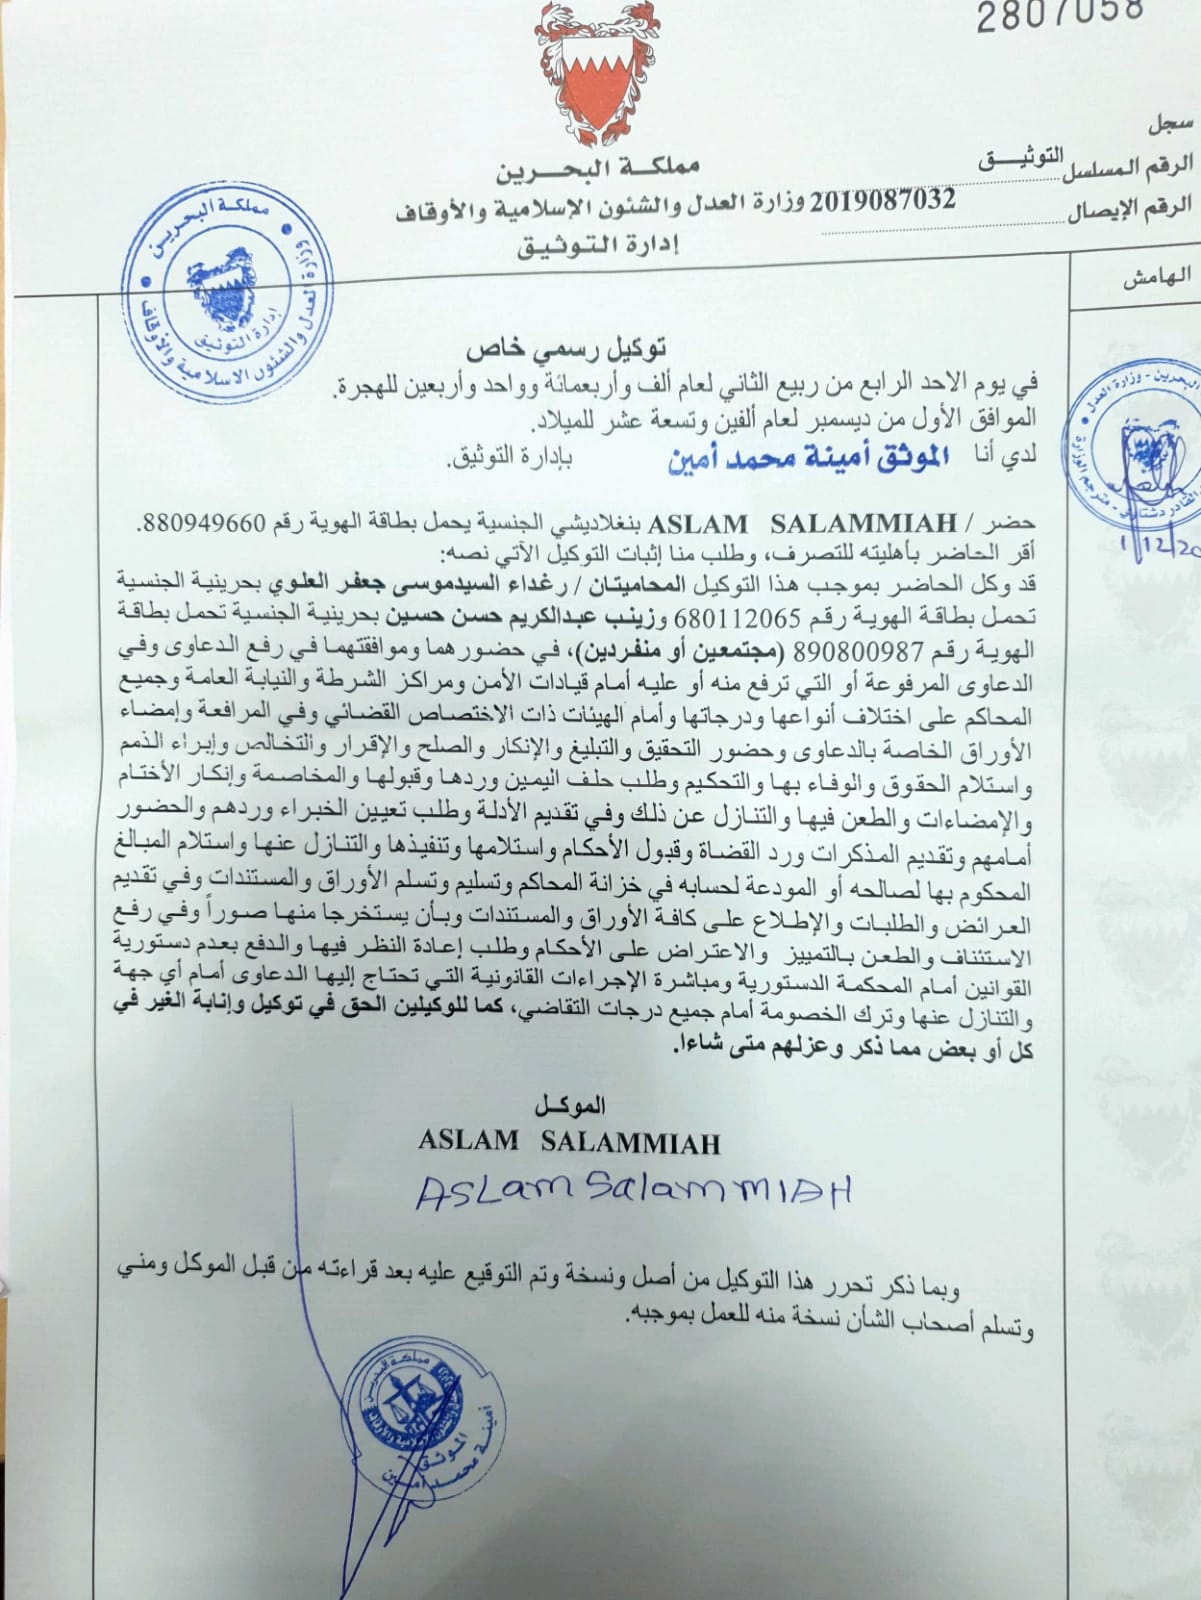 2807058
سجل
التوثيـــق
الرقم المسلسل
مملكـة البحـــرين
2019087032
الرقم الإيصال
وزارة العدل والشئون الإسلامية والأوقاف
إدارة التوثيـق
الهامش
مملكة البحرين
وزارة العدل والشئون الاسلامية والأوقاف
إدارة التوثيق
توكيل رسمي خاص
في يوم الاحد الرابع من ربيع الثاني لعام ألف وأربعمائة وواحد وأربعين للهجرة.
الموافق الأول من ديسمبر لعام ألفين وتسعة عشر للميلاد.
لدي أنا الموثق أمينة محمد أمين بإدارة التوثيق.
حضر / ASLAM SALAMMIAH بنغلاديشي الجنسية يحمل بطاقة الهوية رقم 880949660.
أقر الحاضر بأهليته للتصرف، وطلب منا إثبات التوكيل الآتي نصه:
قد وكل الحاضر بموجب هذا التوكيل المحاميتان / رغداء السيدموسى جعفر العلوي بحرينية الجنسية
تحمل بطاقة الهوية رقم 680112065 وزينب عبدالكريم حسن حسين بحرينية الجنسية تحمل بطاقة
الهوية رقم 890800987 (مجتمعين أو منفردين)، في حضورهما وموافقتهما في رفع الدعاوى وفي
الدعاوى المرفوعة أو التي ترفع منه أو عليه أمام قيادات الأمن ومراكز الشرطة والنيابة العامة وجميع
المحاكم على اختلاف أنواعها ودرجاتها وأمام الهيئات ذات الاختصاص القضائي وفي المرافعة وإمضاء
الأوراق الخاصة بالدعاوى وحضور التحقيق والتبليغ والإنكار والصلح والإقرار والتخالص وإبراء الذمم
واستلام الحقوق والوفاء بها والتحكيم وطلب حلف اليمين وردها وقبولها والمخاصمة وإنكار الأختام
والإمضاءات والطعن فيها والتنازل عن ذلك وفي تقديم الأدلة وطلب تعيين الخبراء وردهم والحضور
أمامهم وتقديم المذكرات ورد القضاة وقبول الأحكام واستلامها وتنفيذها والتنازل عنها واستلام المبالغ
المحكوم بها لصالحه أو المودعة لحسابه في خزانة المحاكم وتسليم وتسلم الأوراق والمستندات وفي تقديم
العرائض والطلبات والإطلاع على كافة الأوراق والمستندات وبأن يستخرجا منها صوراً وفي رفع
الاستئناف والطعن بالتمييز والاعتراض على الأحكام وطلب إعادة النظر فيها والدفع بعدم دستورية
القوانين أمام المحكمة الدستورية ومباشرة الإجراءات القانونية التي تحتاج إليها الدعاوى أمام أي جهة
والتنازل عنها وترك الخصومة أمام جميع درجات التقاضي، كما للوكيلين الحق في توكيل وإنابة الغير في
كل أو بعض مما ذكر وعزلهم متى شاءا.
الموكـل
ASLAM SALAMMIAH
ASLam SalammIAH
وبما ذكر تحرر هذا التوكيل من أصل ونسخة وتم التوقيع عليه بعد قراءته من قبل الموكل ومني
وتسلم أصحاب الشأن نسخة منه للعمل بموجبه.
مملكة البحرين
الموثق
أمينة محمد أمين